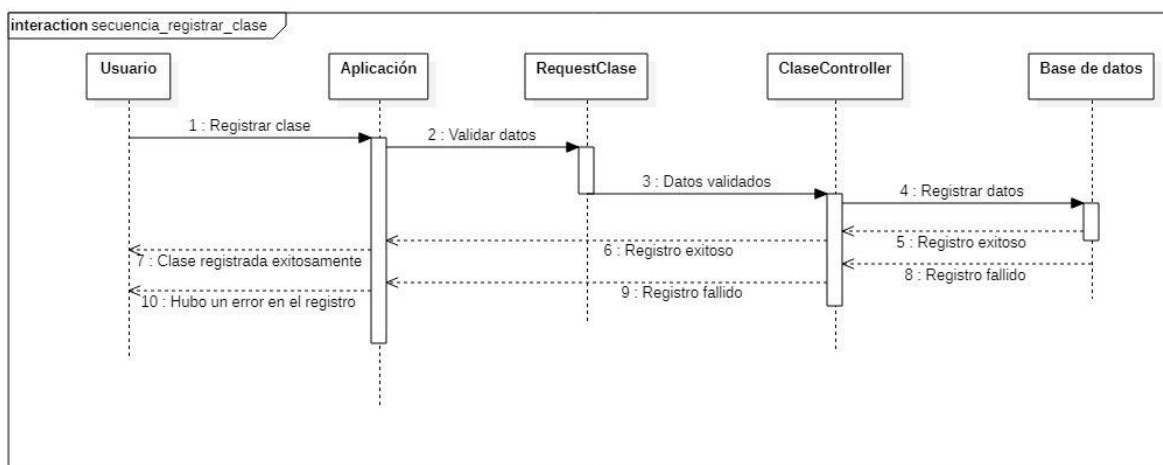 interaction secuencia_registrar_clase
Usuario
Aplicación
RequestClase
ClaseController
Base de datos
1 : Registrar clase
2 : Validar datos
3 : Datos validados
4 : Registrar datos
5 : Registro exitoso
6 : Registro exitoso
7 : Clase registrada exitosamente
8 : Registro fallido
9 : Registro fallido
10 : Hubo un error en el registro